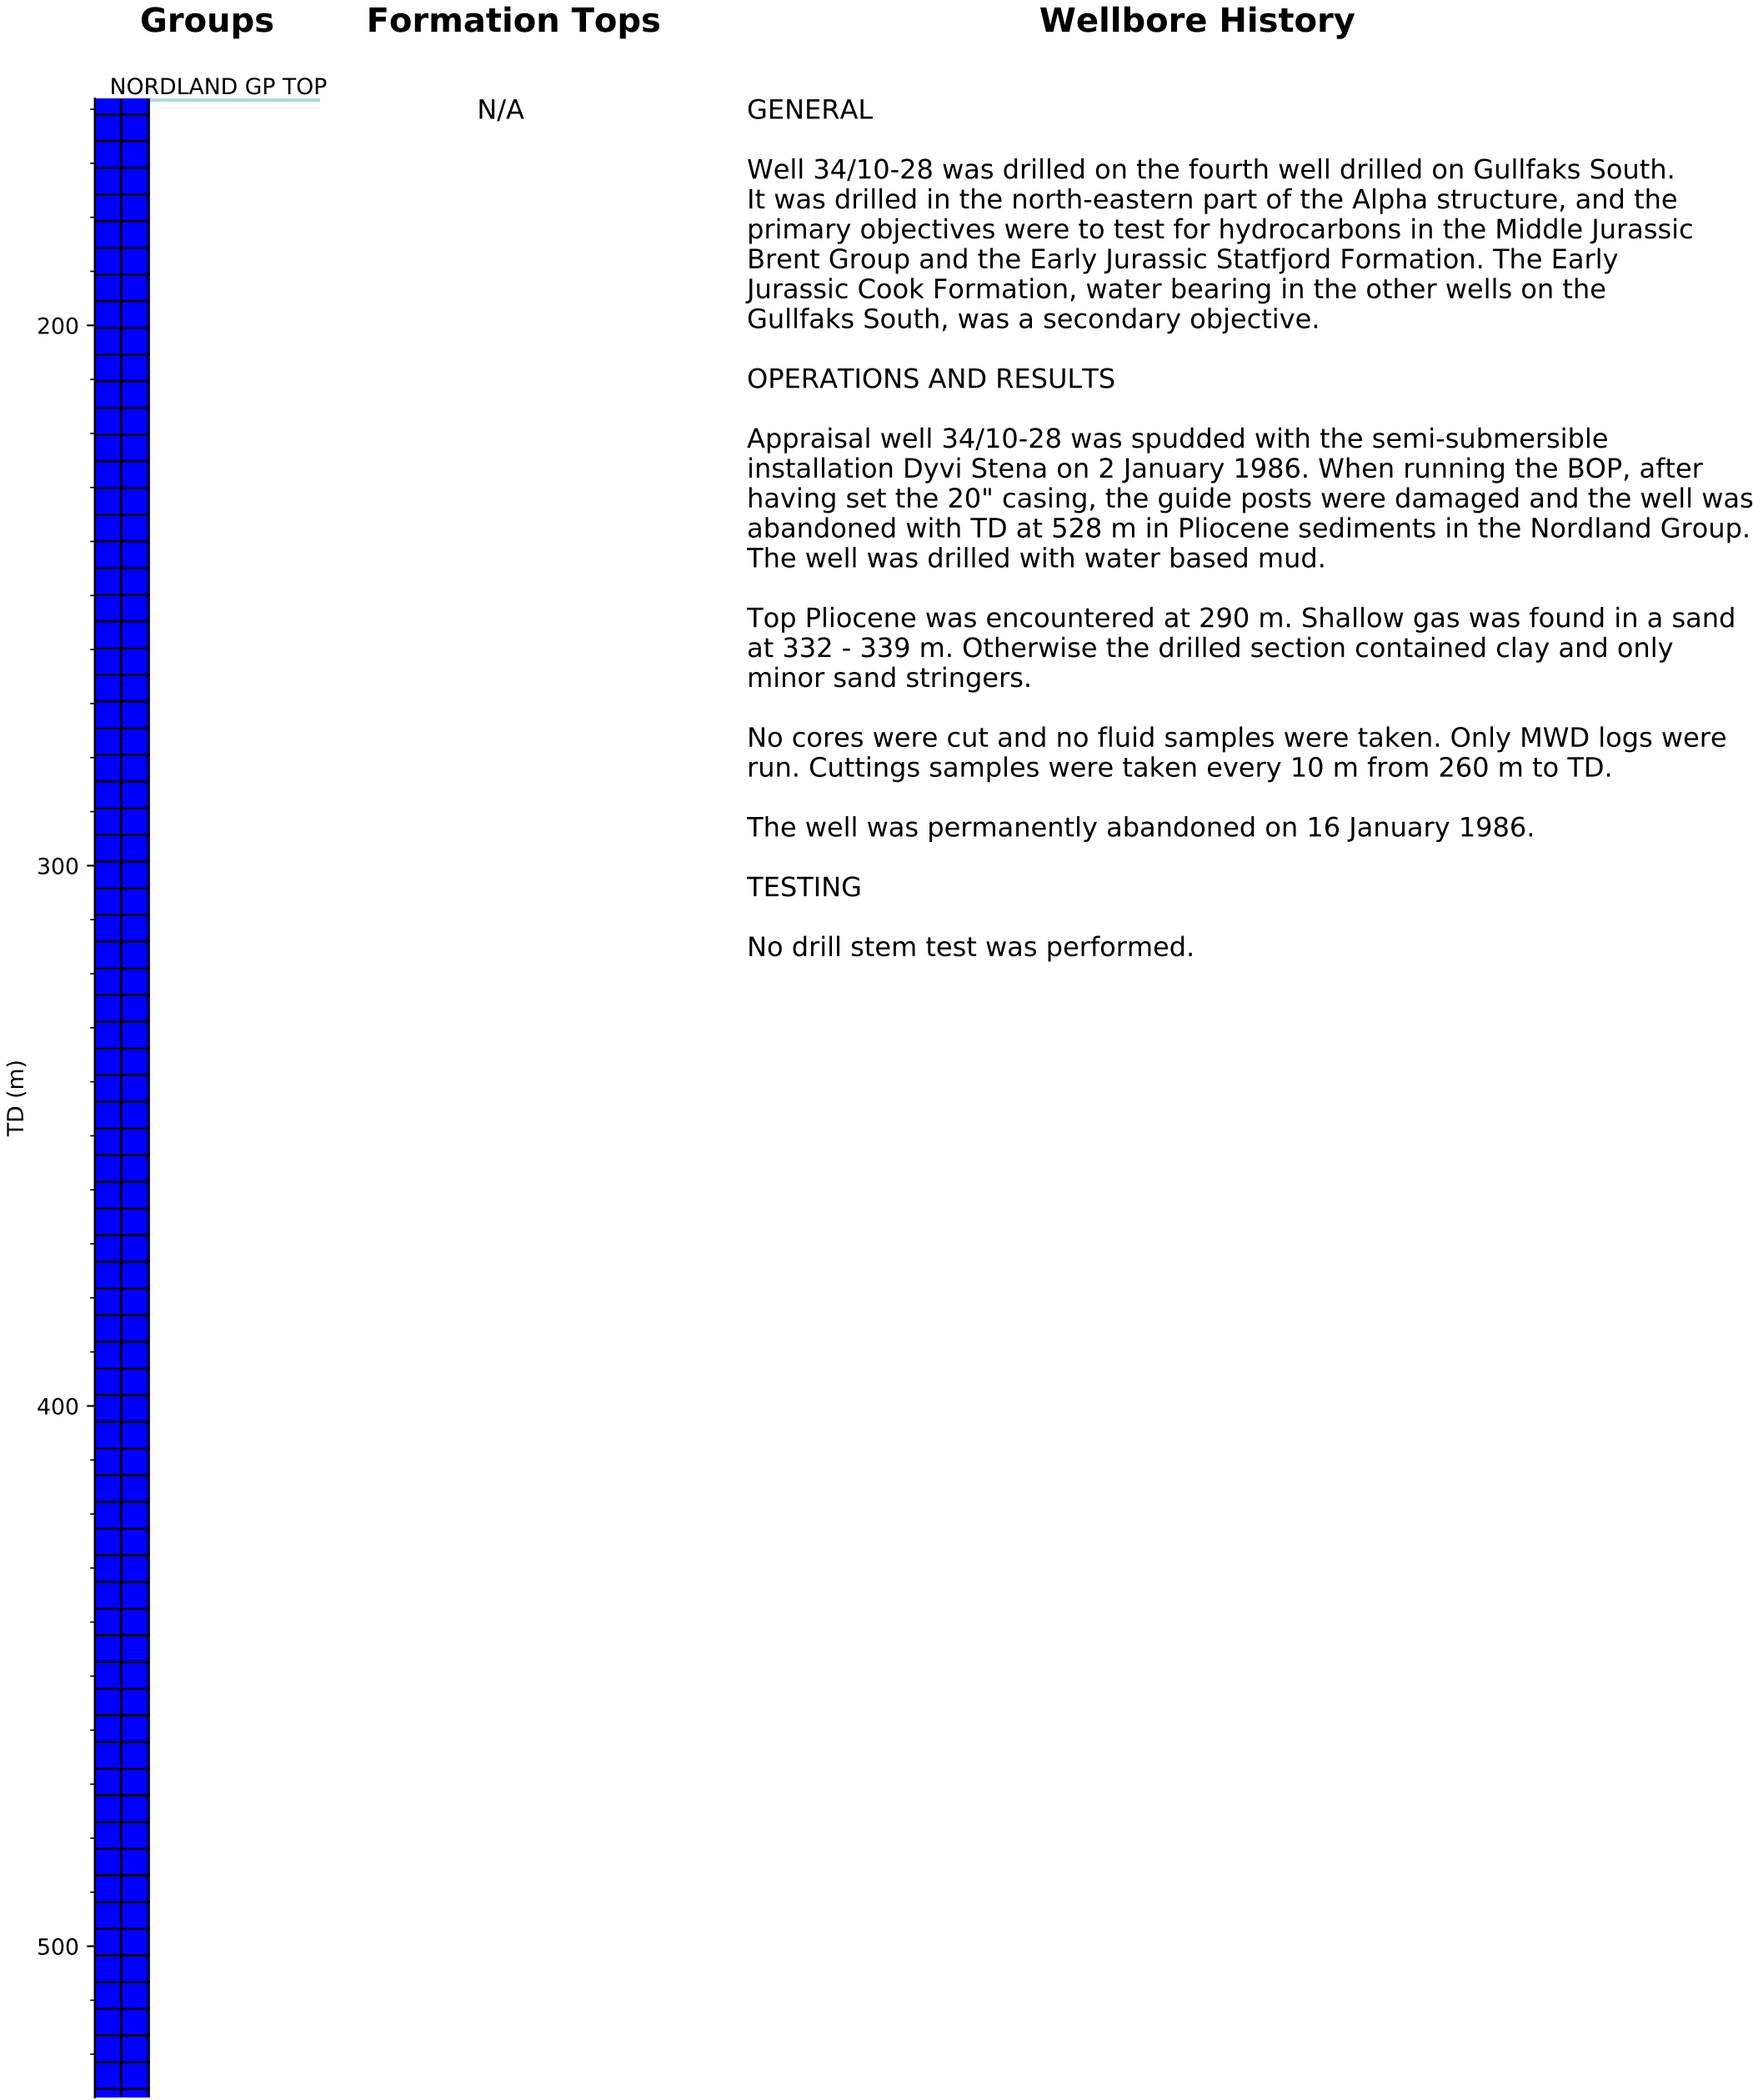 Groups Formation Tops Wellbore History
NORDLAND GP TOP
N/A
GENERAL
Well 34/10-28 was drilled on the fourth well drilled on Gullfaks South.
It was drilled in the north-eastern part of the Alpha structure, and the
primary objectives were to test for hydrocarbons in the Middle Jurassic
Brent Group and the Early Jurassic Statfjord Formation. The Early
Jurassic Cook Formation, water bearing in the other wells on the
Gullfaks South, was a secondary objective.
OPERATIONS AND RESULTS
Appraisal well 34/10-28 was spudded with the semi-submersible
installation Dyvi Stena on 2 January 1986. When running the BOP, after
having set the 20" casing, the guide posts were damaged and the well was
abandoned with TD at 528 m in Pliocene sediments in the Nordland Group.
The well was drilled with water based mud.
Top Pliocene was encountered at 290 m. Shallow gas was found in a sand
at 332 - 339 m. Otherwise the drilled section contained clay and only
minor sand stringers.
No cores were cut and no fluid samples were taken. Only MWD logs were
run. Cuttings samples were taken every 10 m from 260 m to TD.
The well was permanently abandoned on 16 January 1986.
TESTING
No drill stem test was performed.
200
300
400
500
TD (m)